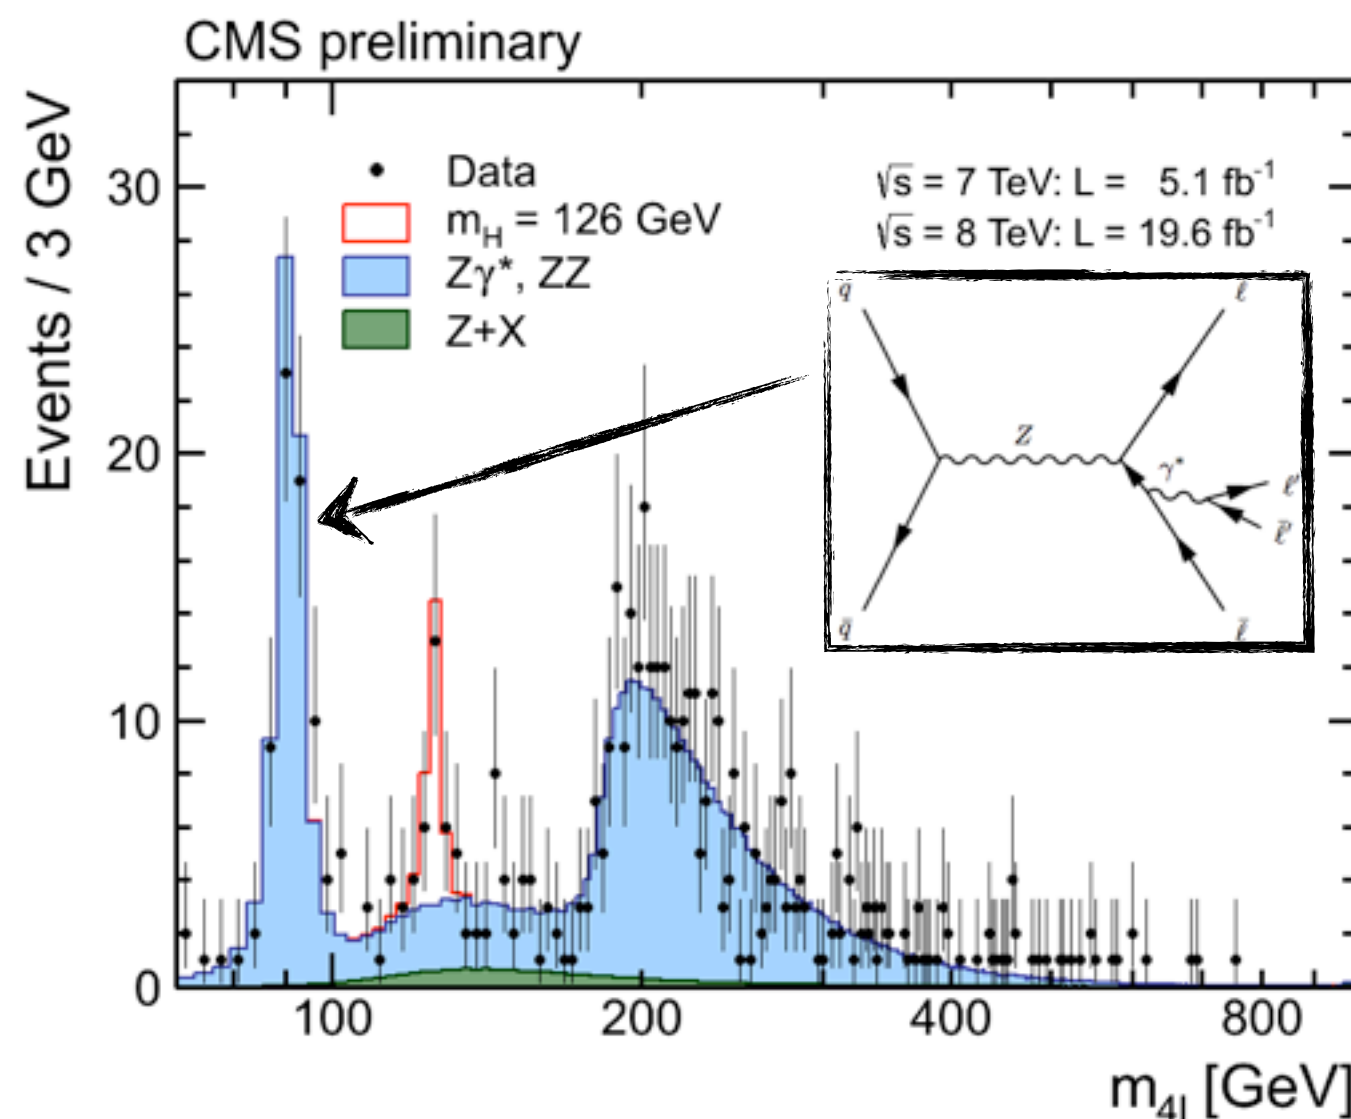 CMS preliminary
Events / 3 GeV
30
20
10
0
Data
m_H = 126 GeV
Zγ*, ZZ
Z+X
√s = 7 TeV: L = 5.1 fb⁻¹
√s = 8 TeV: L = 19.6 fb⁻¹
q
ℓ
Z
γ*
ℓ'
ℓ̄'
q̄
ℓ̄
100 200 400 800
m_4l [GeV]